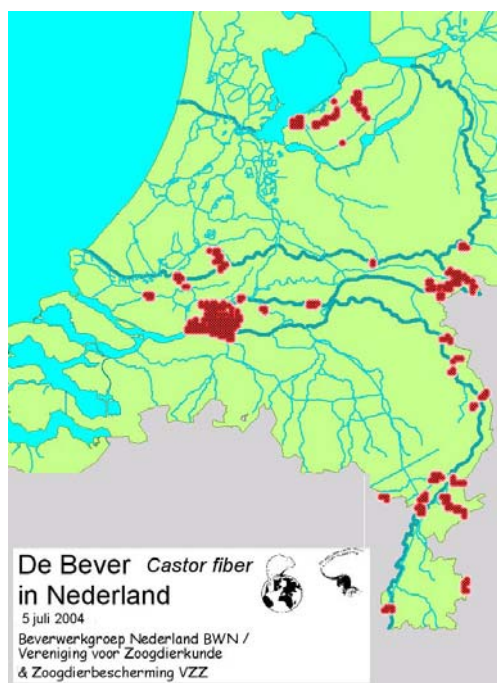 De Bever Castor fiber
in Nederland
5 juli 2004
Beverwerkgroep Nederland BWN /
Vereniging voor Zoogdierkunde
& Zoogdierbescherming VZZ